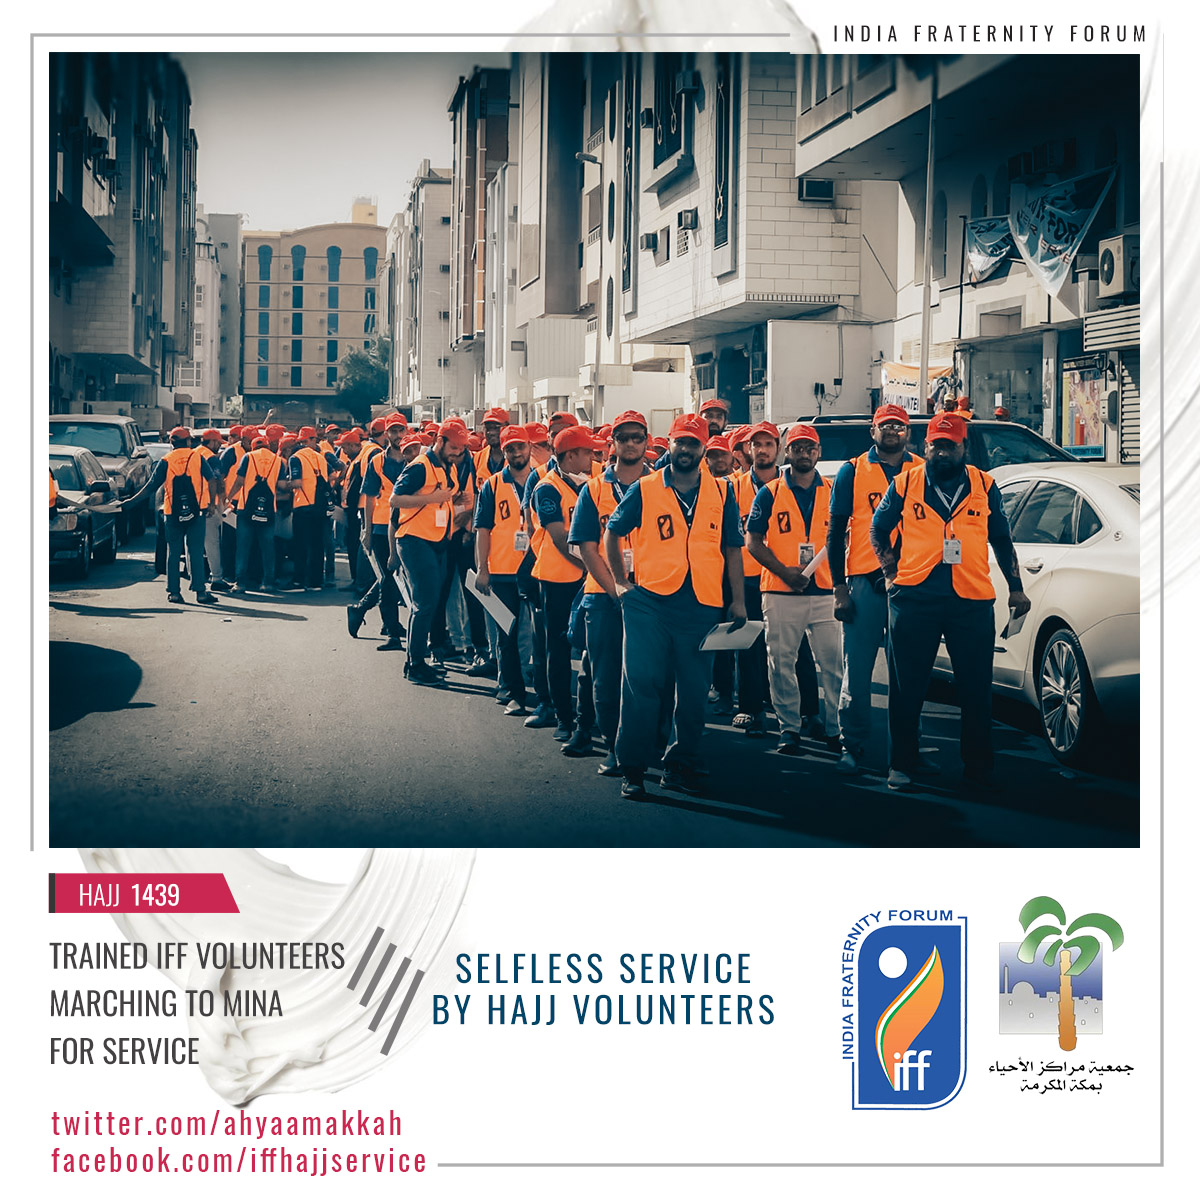 INDIA FRATERNITY FORUM
HAJJ 1439
TRAINED IFF VOLUNTEERS
MARCHING TO MINA
FOR SERVICE
SELFLESS SERVICE
BY HAJJ VOLUNTEERS
INDIA FRATERNITY FORUM
iff
جمعية مراكز الأحياء
بمكة المكرمة
twitter.com/ahyaamakkah
facebook.com/iffhajjservice